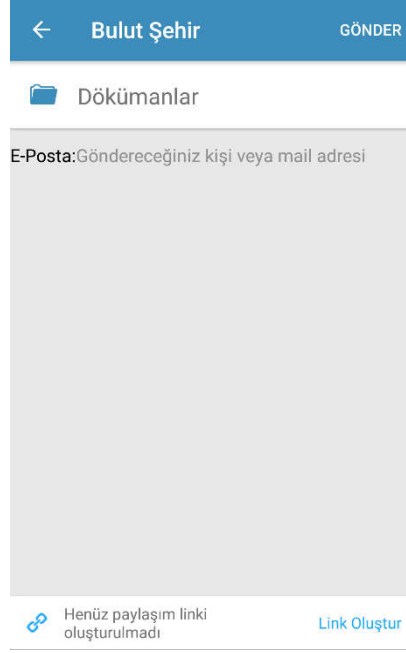 Bulut Şehir GÖNDER
Dökümanlar
E-Posta:Göndereceğiniz kişi veya mail adresi
Henüz paylaşım linki
oluşturulmadı
Link Oluştur